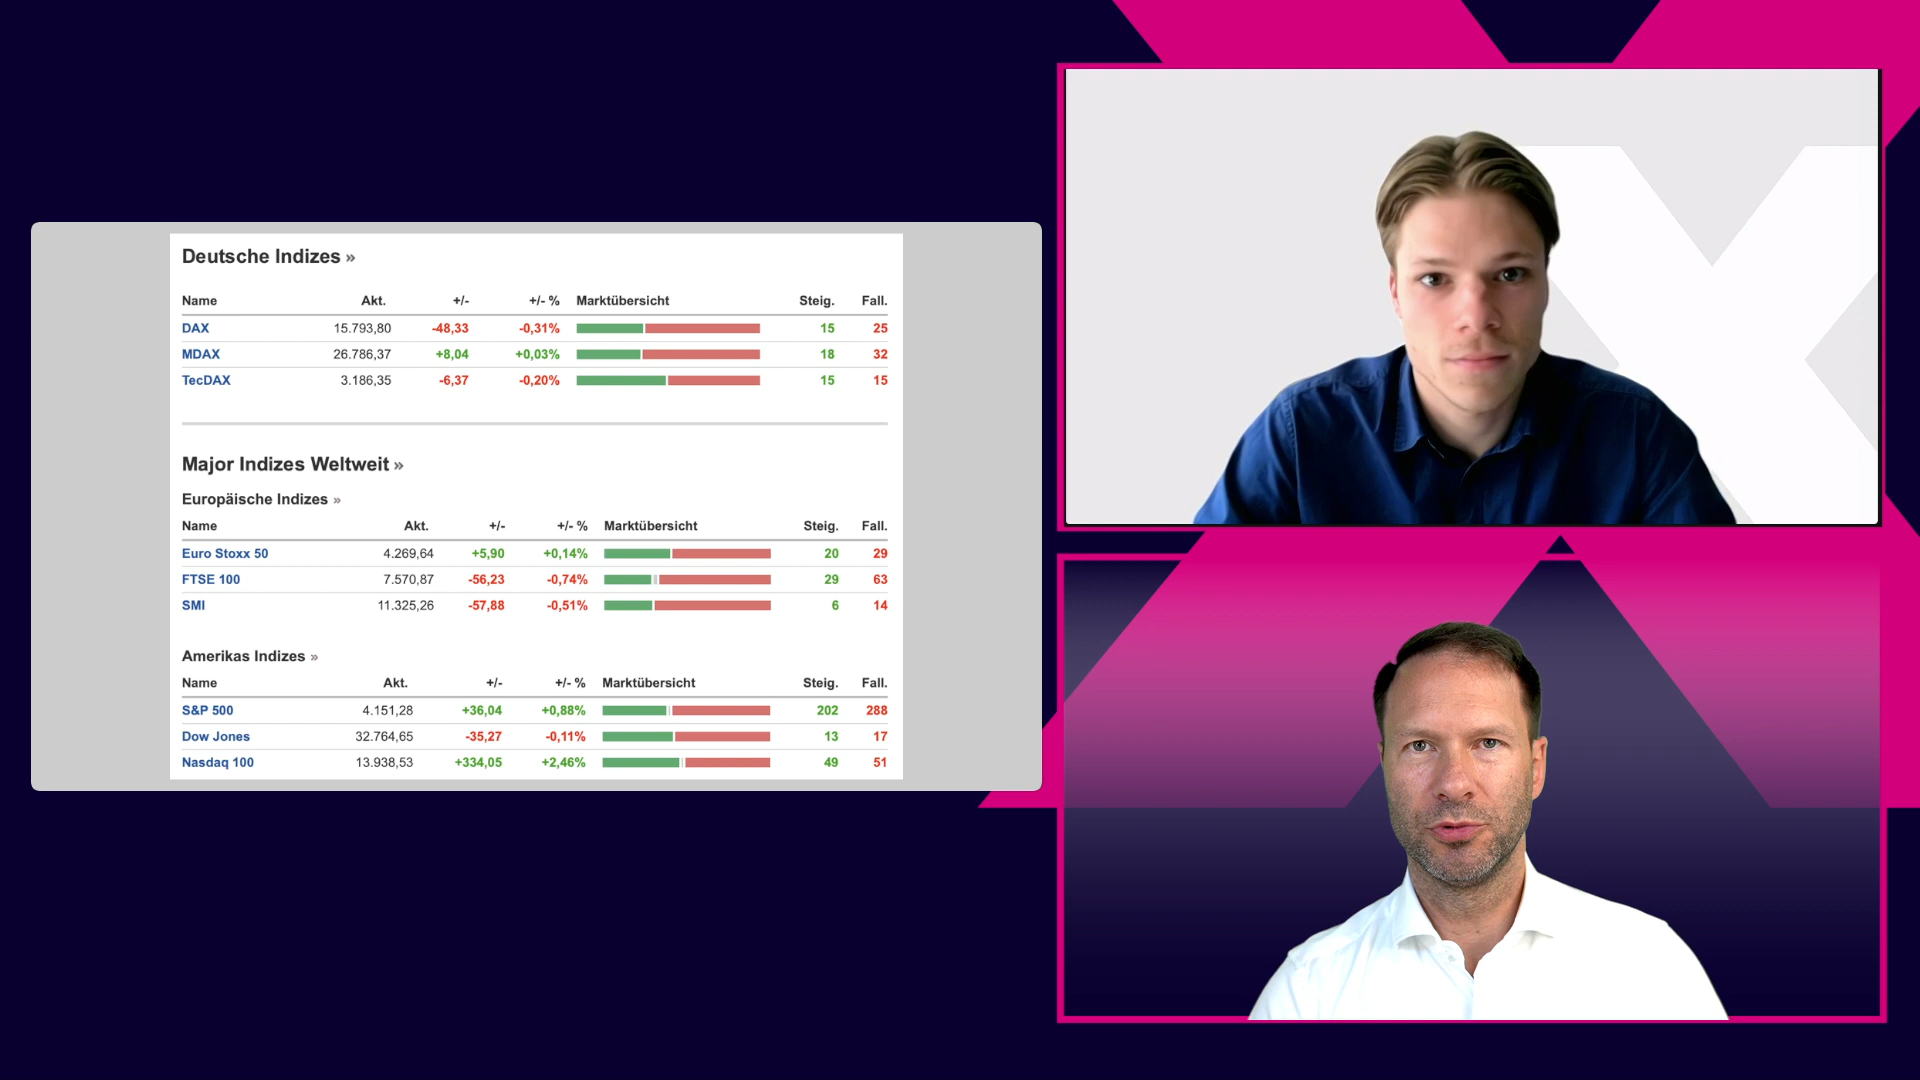 Deutsche Indizes »
Name Akt. +/- +/- % Marktübersicht Steig. Fall.
DAX 15.793,80 -48,33 -0,31% 15 25
MDAX 26.786,37 +8,04 +0,03% 18 32
TecDAX 3.186,35 -6,37 -0,20% 15 15
Major Indizes Weltweit »
Europäische Indizes »
Name Akt. +/- +/- % Marktübersicht Steig. Fall.
Euro Stoxx 50 4.269,64 +5,90 +0,14% 20 29
FTSE 100 7.570,87 -56,23 -0,74% 29 63
SMI 11.325,26 -57,88 -0,51% 6 14
Amerikas Indizes »
Name Akt. +/- +/- % Marktübersicht Steig. Fall.
S&P 500 4.151,28 +36,04 +0,88% 202 288
Dow Jones 32.764,65 -35,27 -0,11% 13 17
Nasdaq 100 13.938,53 +334,05 +2,46% 49 51